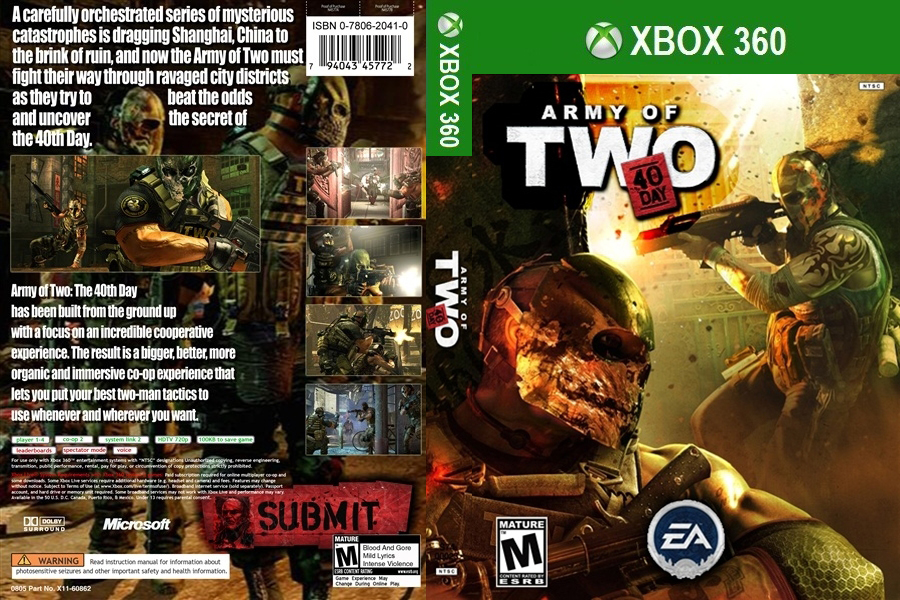 A carefully orchestrated series of mysterious
catastrophes is dragging Shanghai, China to
the brink of ruin, and now the Army of Two must
fight their way through ravaged city districts
as they try to beat the odds
and uncover the secret of
the 40th Day.
ISBN 0-7806-2041-0
7 94043 45772 2
Army of Two: The 40th Day
has been built from the ground up
with a focus on an incredible cooperative
experience. The result is a bigger, better, more
organic and immersive co-op experience that
lets you put your best two-man tactics to
use whenever and wherever you want.
player 1-4 co-op 2 system link 2 HDTV 720p 100KB to save game
leaderboards spectator mode voice
For use only with Xbox 360™ entertainment systems with "NTSC" designations Unauthorized copying, reverse engineering,
transmission, public performance, rental, pay for play, or circumvention of copy protections strictly prohibited.
Paid subscription required for online multiplayer co-op and
some downloads. Some Xbox Live services require additional hardware (e.g. headset and camera) and fees. Features may change
without notice. Subject to Terms of Use (at www.Xbox.com/live/termsofuse/). Broadband internet service (sold separately). Passport
account, and hard drive or memory unit required. Some broadband services may not work with Xbox Live and performance may vary.
Available in the 50 U.S. D.C. Canada, Puerto Rico, & Mexico. Under 13 requires parental consent.
DOLBY
SURROUND
Microsoft
SUBMIT
WARNING Read instruction manual for information about
photosensitive seizures and other important safety and health information.
0805 Part No. X11-60862
MATURE
M
Blood And Gore
Mild Lyrics
Intense Violence
ESRB CONTENT RATING www.esrb.org
Game Experience May
Change During Online Play
XBOX 360
ARMY OF
TWO
40
NTSC
XBOX 360
NTSC
ARMY OF
TWO
40
DAY
MATURE
M
CONTENT RATED BY
ESRB
EA